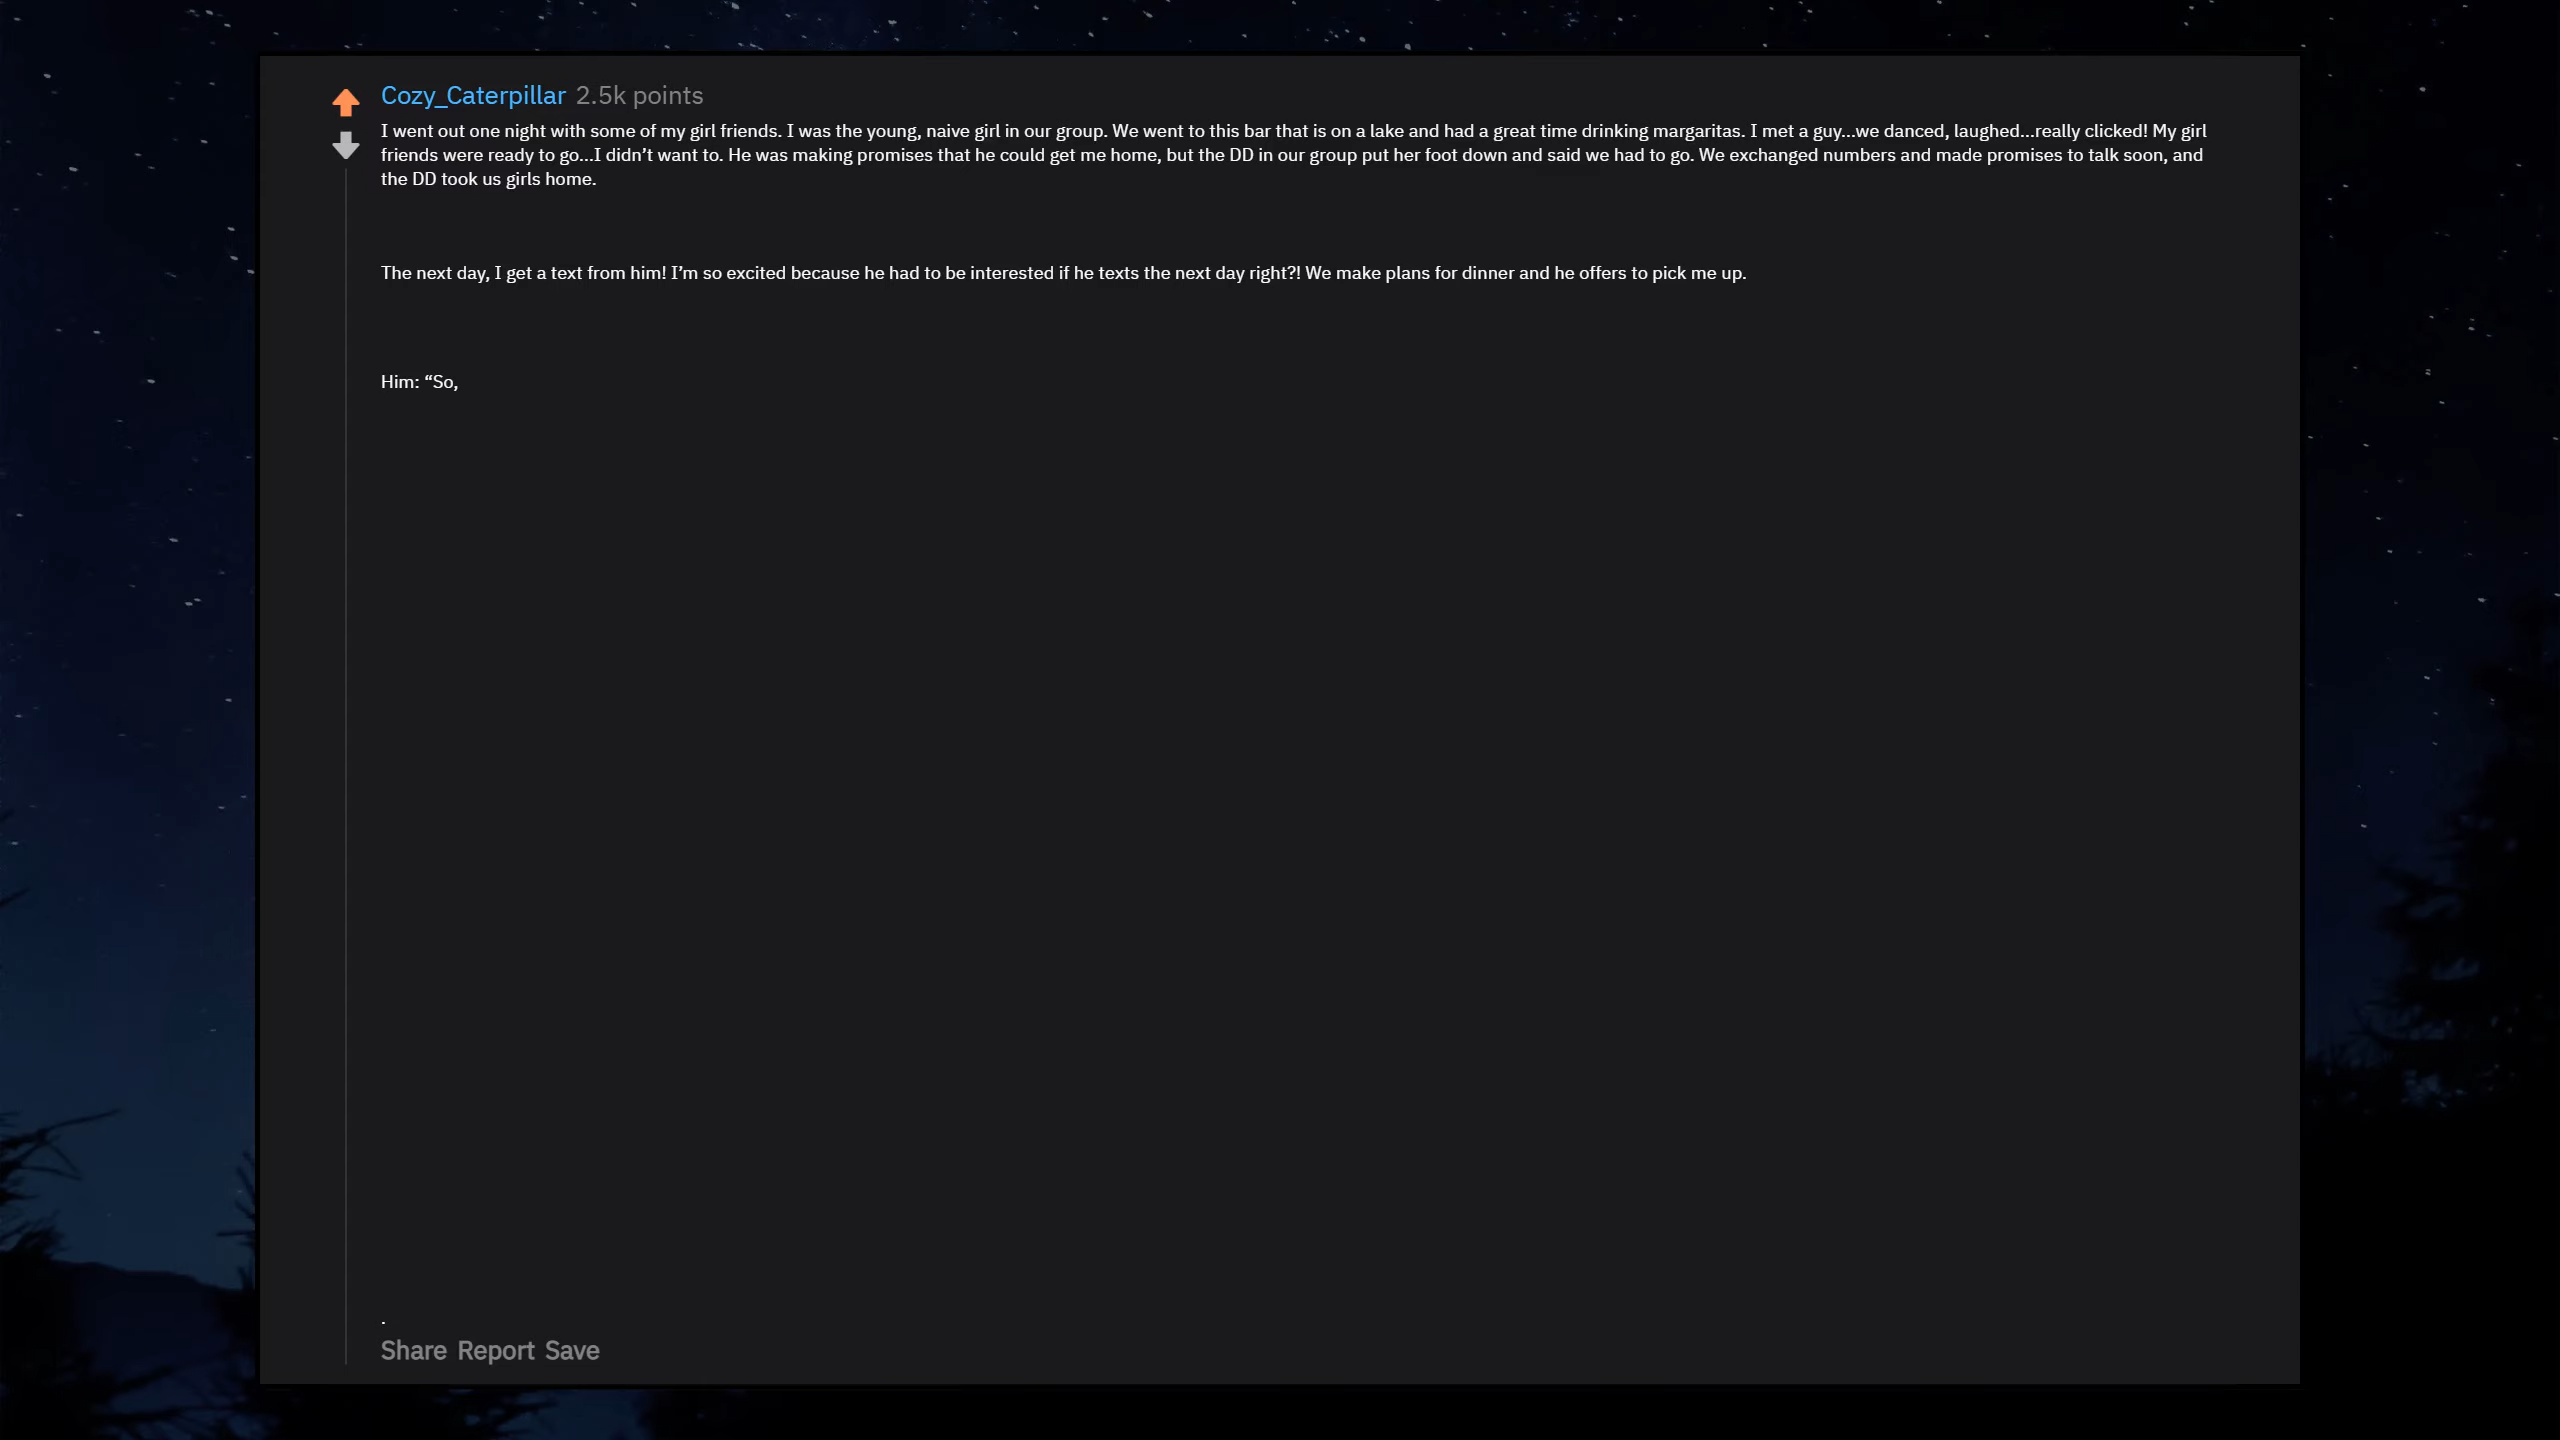 Cozy_Caterpillar 2.5k points
I went out one night with some of my girl friends. I was the young, naive girl in our group. We went to this bar that is on a lake and had a great time drinking margaritas. I met a guy...we danced, laughed...really clicked! My girl
friends were ready to go...I didn’t want to. He was making promises that he could get me home, but the DD in our group put her foot down and said we had to go. We exchanged numbers and made promises to talk soon, and
the DD took us girls home.
The next day, I get a text from him! I’m so excited because he had to be interested if he texts the next day right?! We make plans for dinner and he offers to pick me up.
Him: “So,
.
Share Report Save